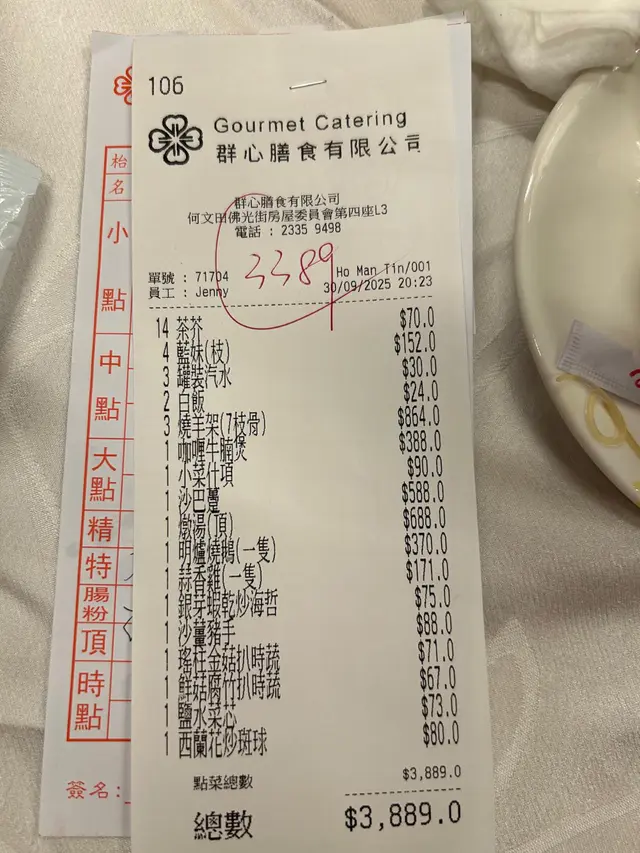 106
Gourmet Catering
群心膳食有限公司
群心膳食有限公司
何文田佛光街房屋委員會第四座L3
電話 : 2335 9498
3389
單號 : 71704 Ho Man Tin/001
員工 : Jenny 30/09/2025 20:23
14 茶芥 $70.0
4 藍妹(枝) $152.0
3 罐裝汽水 $30.0
2 白飯 $24.0
3 燒羊架(7枝骨) $864.0
1 咖喱牛腩煲 $388.0
1 小菜什項 $90.0
1 沙巴躉 $588.0
1 燉湯(頂) $688.0
1 明爐燒鵝(一隻) $370.0
1 蒜香雞(一隻) $171.0
1 銀芽蝦乾炒海哲 $75.0
1 沙薑豬手 $88.0
1 瑤柱金菇扒時蔬 $71.0
1 鮮菇腐竹扒時蔬 $67.0
1 鹽水菜芯 $73.0
1 西蘭花炒斑球 $80.0
點菜總數 $3,889.0
總數 $3,889.0
枱
名
小
點
中
點
大
點
精
特
腸
粉
頂
時
點
簽名: